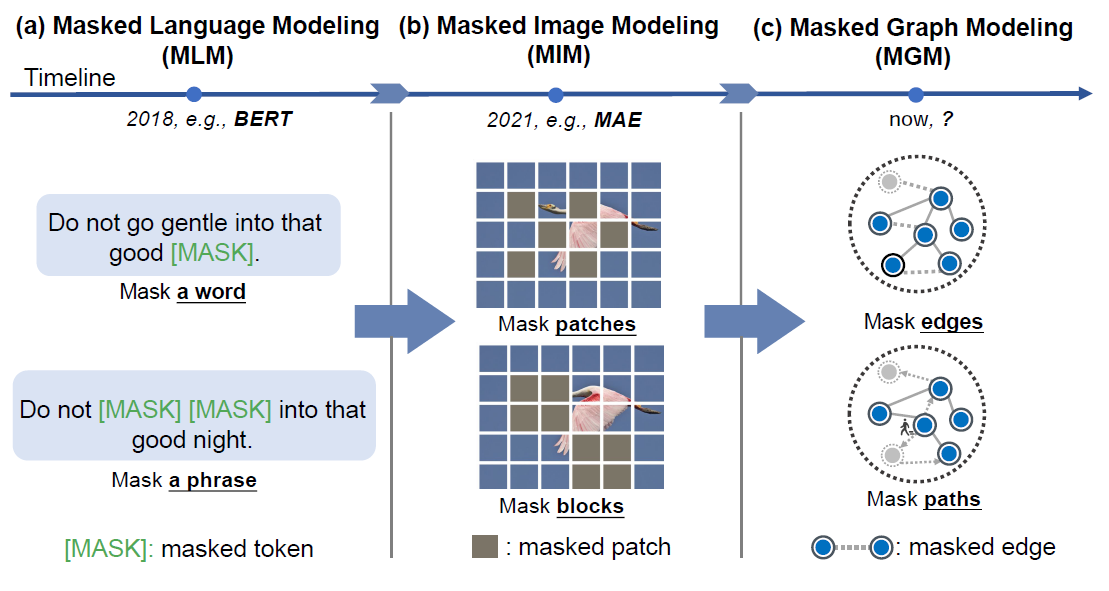 (a) Masked Language Modeling
(MLM)
(b) Masked Image Modeling
(MIM)
(c) Masked Graph Modeling
(MGM)
Timeline
2018, e.g., BERT
2021, e.g., MAE
now, ?
Do not go gentle into that
good [MASK].
Mask a word
Do not [MASK] [MASK] into that
good night.
Mask a phrase
[MASK]: masked token
Mask patches
Mask blocks
: masked patch
Mask edges
Mask paths
: masked edge